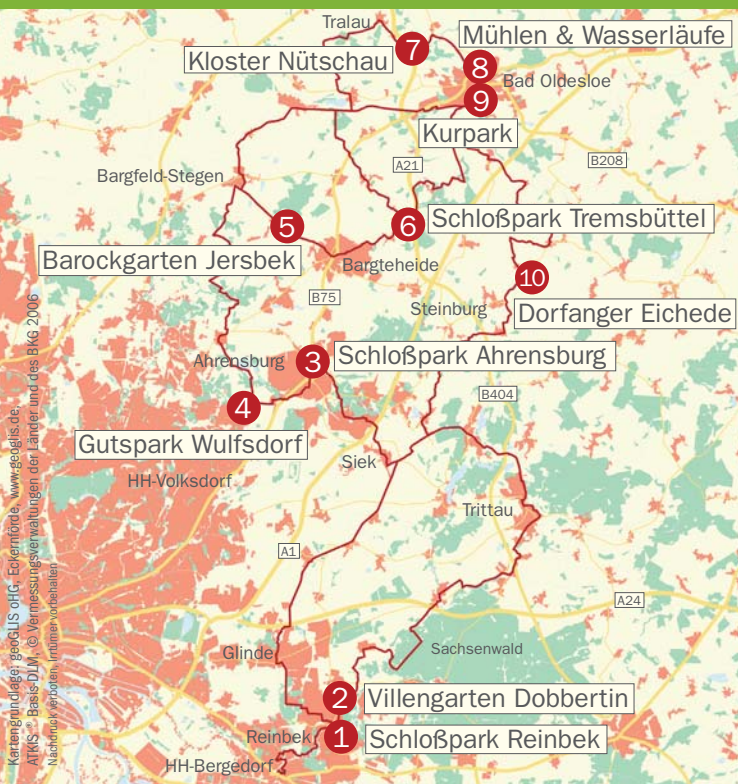 Tralau
Mühlen & Wasserläufe
Kloster Nütschau
7
8
Bad Oldesloe
9
Kurpark
A21
B208
Bargfeld-Stegen
5
6
Schloßpark Tremsbüttel
Barockgarten Jersbek
Bargteheide
10
B75
Steinburg
Dorfanger Eichede
Ahrensburg
3
Schloßpark Ahrensburg
4
B404
Gutspark Wulfsdorf
Siek
HH-Volksdorf
Trittau
A1
A24
Glinde
Sachsenwald
2
Villengarten Dobbertin
Reinbek
1
Schloßpark Reinbek
HH-Bergedorf
Kartengrundlage: geoGLIS oHG, Eckernförde, www.geoglis.de,
ATKIS ® Basis-DLM, © Vermessungsverwaltungen der Länder und des BKG 2006
Nachdruck verboten, Irrtümer vorbehalten